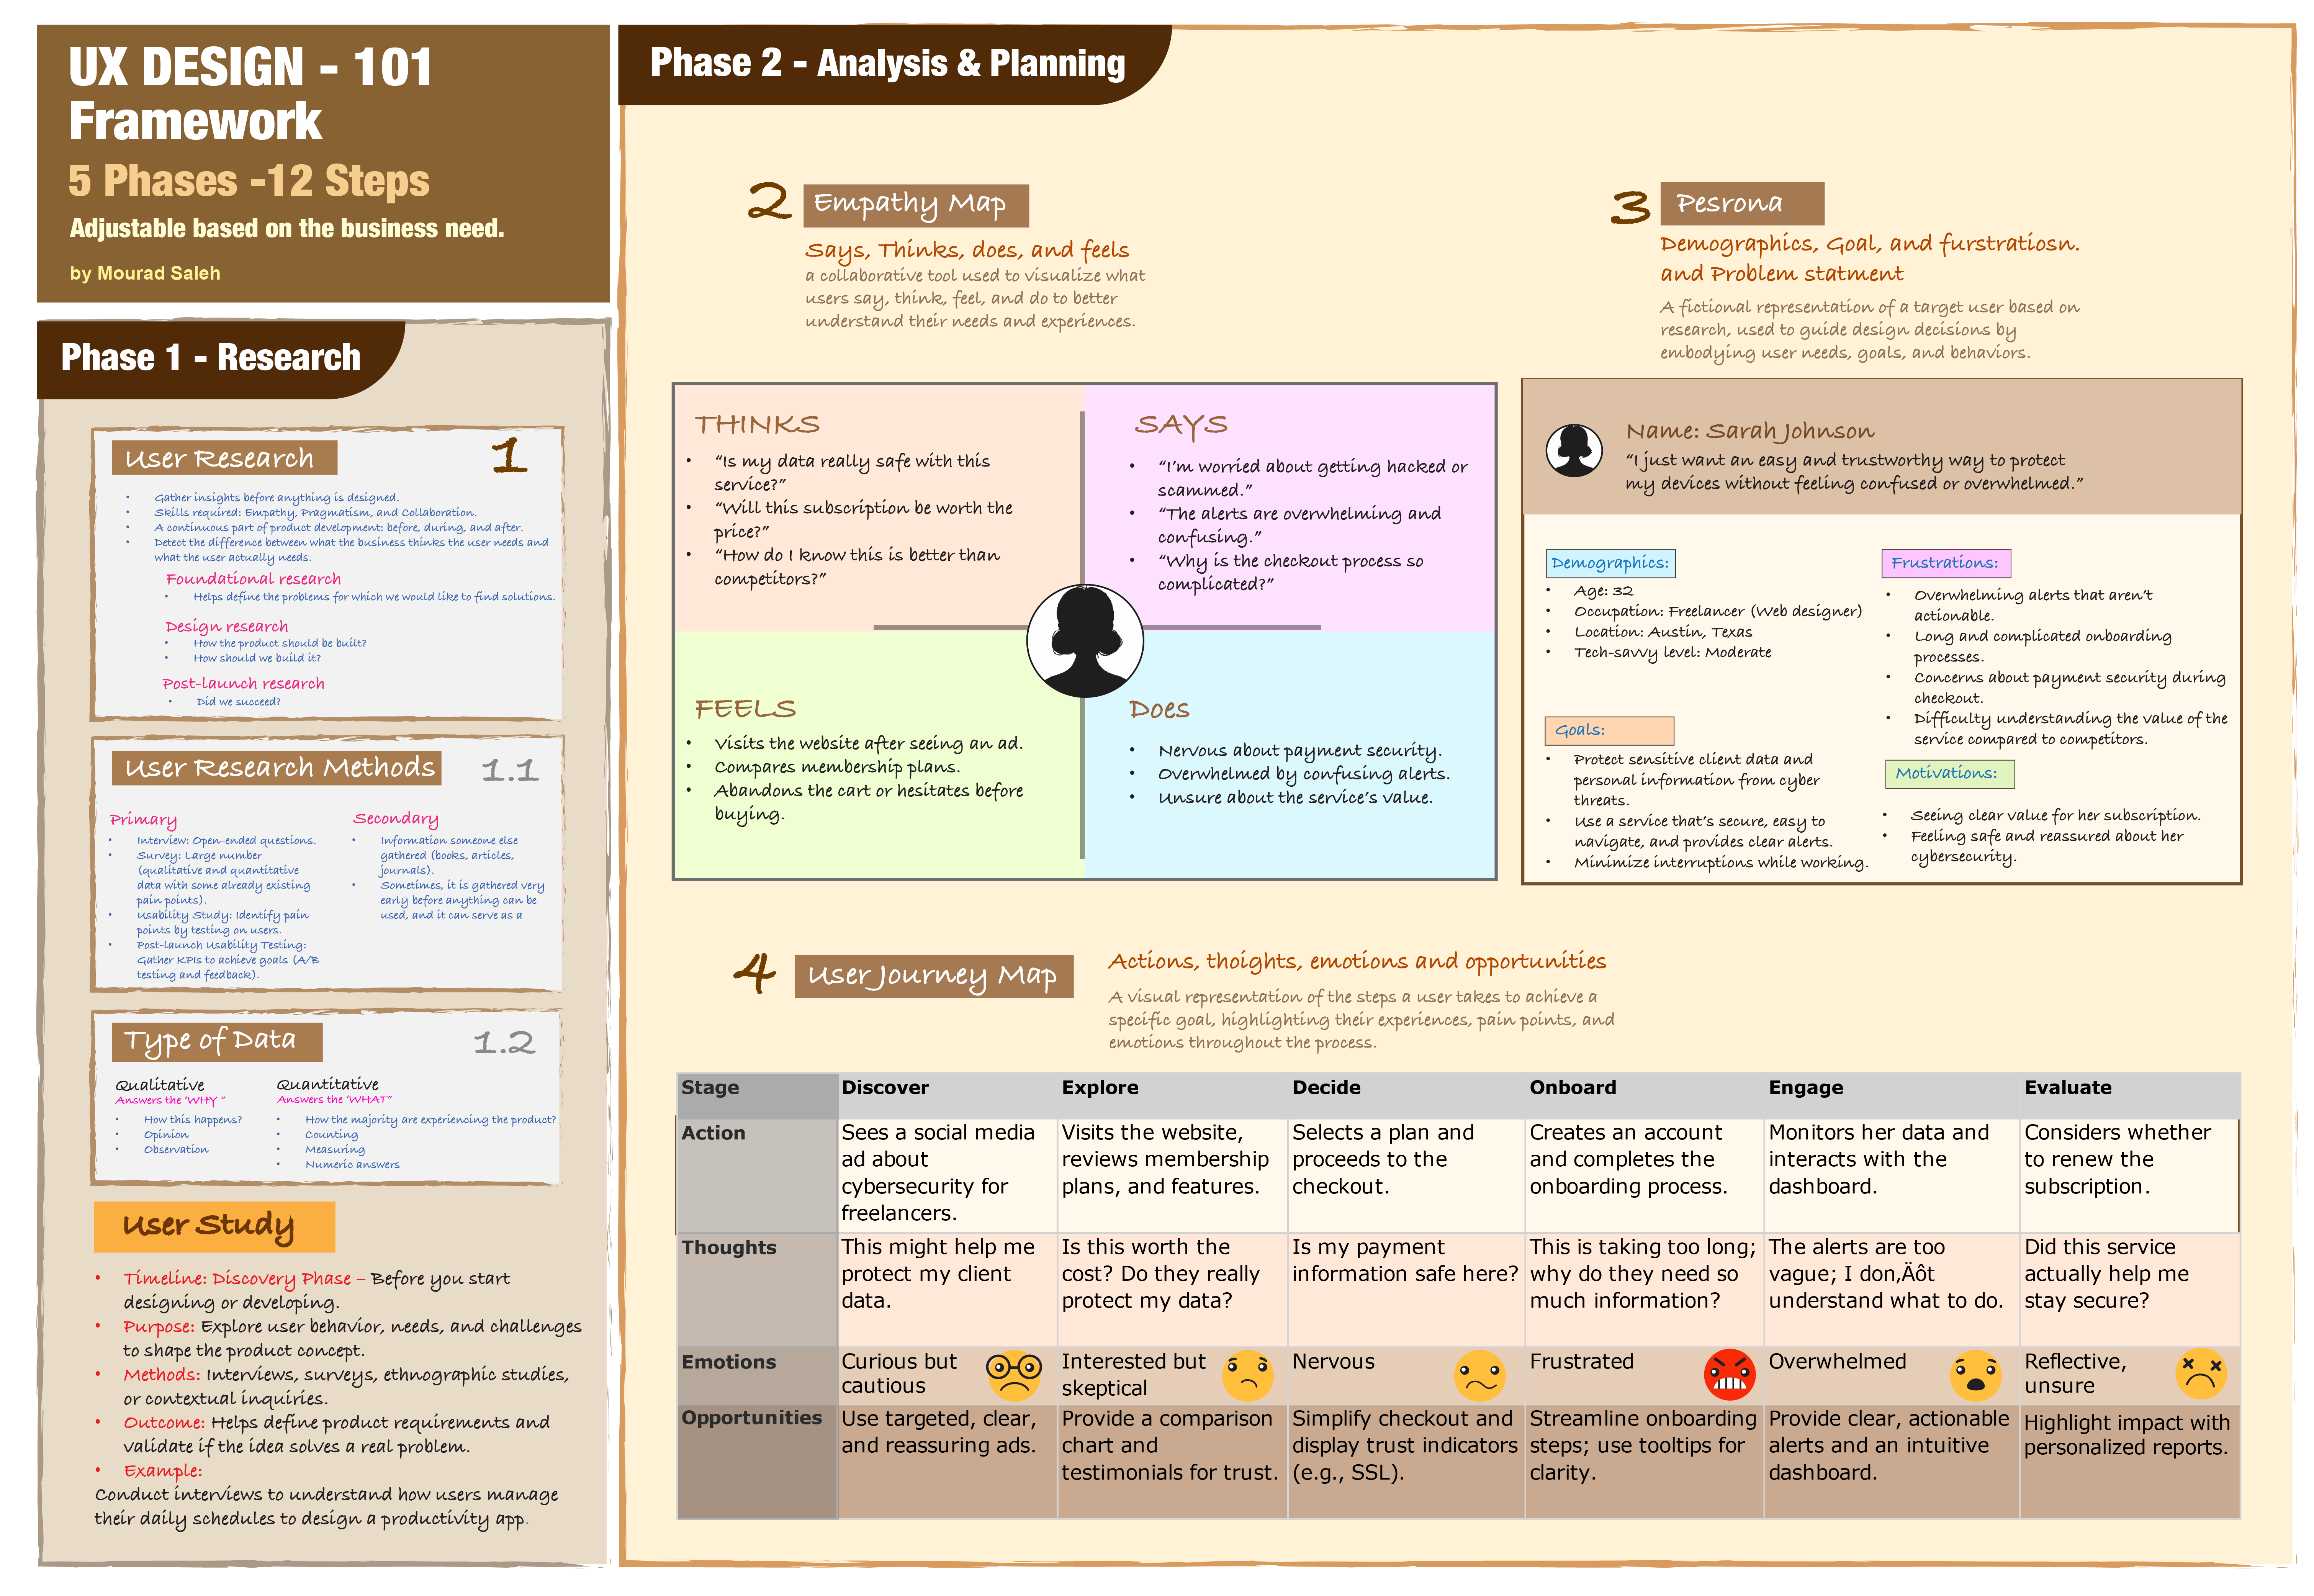 UX DESIGN - 101
Framework
5 Phases -12 Steps
Adjustable based on the business need.
by Mourad Saleh
Phase 1 - Research
User Research
1
• Gather insights before anything is designed.
• Skills required: Empathy, Pragmatism, and Collaboration.
• A continuous part of product development: before, during, and after.
• Detect the difference between what the business thinks the user needs and
what the user actually needs.
Foundational research
• Helps define the problems for which we would like to find solutions.
Design research
• How the product should be built?
• How should we build it?
Post-launch research
• Did we succeed?
User Research Methods
1.1
Primary
• Interview: Open-ended questions.
• Survey: Large number
(qualitative and quantitative
data with some already existing
pain points).
• Usability Study: Identify pain
points by testing on users.
• Post-launch Usability Testing:
Gather KPIs to achieve goals (A/B
testing and feedback).
Secondary
• Information someone else
gathered (books, articles,
journals).
• Sometimes, it is gathered very
early before anything can be
used, and it can serve as a
Type of Data
1.2
Qualitative
Answers the 'WHY "
• How this happens?
• Opinion
• Observation
Quantitative
Answers the 'WHAT"
• How the majority are experiencing the product?
• Counting
• Measuring
• Numeric answers
User Study
• Timeline: Discovery Phase – Before you start
designing or developing.
• Purpose: Explore user behavior, needs, and challenges
to shape the product concept.
• Methods: Interviews, surveys, ethnographic studies,
or contextual inquiries.
• Outcome: Helps define product requirements and
validate if the idea solves a real problem.
• Example:
Conduct interviews to understand how users manage
their daily schedules to design a productivity app.
Phase 2 - Analysis & Planning
2
Empathy Map
Says, Thinks, does, and feels
a collaborative tool used to visualize what
users say, think, feel, and do to better
understand their needs and experiences.
THINKS
• “Is my data really safe with this
service?”
• “Will this subscription be worth the
price?”
• “How do I know this is better than
competitors?”
SAYS
• “I'm worried about getting hacked or
scammed.”
• “The alerts are overwhelming and
confusing.”
• “Why is the checkout process so
complicated?”
FEELS
• Visits the website after seeing an ad.
• Compares membership plans.
• Abandons the cart or hesitates before
buying.
Does
• Nervous about payment security.
• Overwhelmed by confusing alerts.
• Unsure about the service's value.
3
Pesrona
Demographics, Goal, and furstratiosn.
and Problem statment
A fictional representation of a target user based on
research, used to guide design decisions by
embodying user needs, goals, and behaviors.
Name: Sarah Johnson
“I just want an easy and trustworthy way to protect
my devices without feeling confused or overwhelmed.”
Demographics:
• Age: 32
• Occupation: Freelancer (Web designer)
• Location: Austin, Texas
• Tech-savvy level: Moderate
Goals:
• Protect sensitive client data and
personal information from cyber
threats.
• Use a service that's secure, easy to
navigate, and provides clear alerts.
• Minimize interruptions while working.
Frustrations:
• Overwhelming alerts that aren't
actionable.
• Long and complicated onboarding
processes.
• Concerns about payment security during
checkout.
• Difficulty understanding the value of the
service compared to competitors.
Motivations:
• Seeing clear value for her subscription.
• Feeling safe and reassured about her
cybersecurity.
4
User Journey Map
Actions, thoights, emotions and opportunities
A visual representation of the steps a user takes to achieve a
specific goal, highlighting their experiences, pain points, and
emotions throughout the process.
Stage
Discover
Explore
Decide
Onboard
Engage
Evaluate
Action
Sees a social media
ad about
cybersecurity for
freelancers.
Visits the website,
reviews membership
plans, and features.
Selects a plan and
proceeds to the
checkout.
Creates an account
and completes the
onboarding process.
Monitors her data and
interacts with the
dashboard.
Considers whether
to renew the
subscription.
Thoughts
This might help me
protect my client
data.
Is this worth the
cost? Do they really
protect my data?
Is my payment
information safe here?
This is taking too long;
why do they need so
much information?
The alerts are too
vague; I don‚Äôt
understand what to do.
Did this service
actually help me
stay secure?
Emotions
Curious but
cautious
Interested but
skeptical
Nervous
Frustrated
Overwhelmed
Reflective,
unsure
Opportunities
Use targeted, clear,
and reassuring ads.
Provide a comparison
chart and
testimonials for trust.
Simplify checkout and
display trust indicators
(e.g., SSL).
Streamline onboarding
steps; use tooltips for
clarity.
Provide clear, actionable
alerts and an intuitive
dashboard.
Highlight impact with
personalized reports.